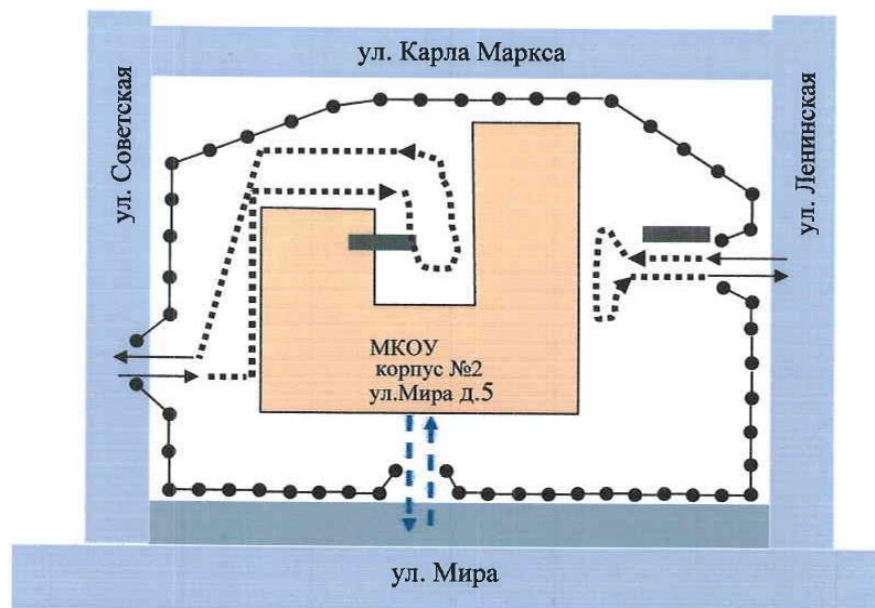 ул. Карла Маркса
ул. Советская
ул. Ленинская
МКОУ
корпус №2
ул.Мира д.5
ул. Мира